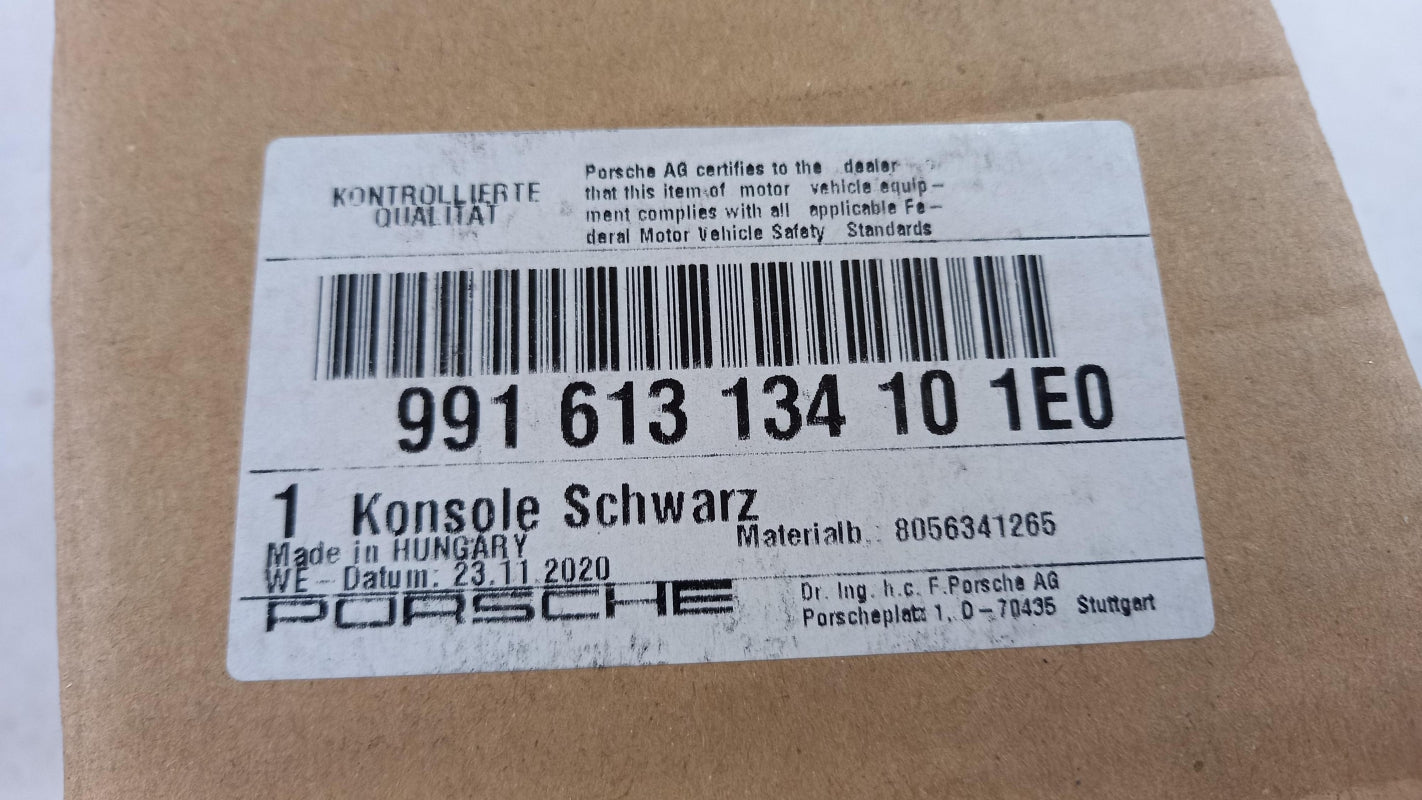 KONTROLLIERTE
QUALITÄT
Porsche AG certifies to the dealer
that this item of motor vehicle equip-
ment complies with all applicable Fe-
deral Motor Vehicle Safety Standards
991 613 134 10 1E0
1 Konsole Schwarz
Materialb.: 8056341265
Made in HUNGARY
WE-Datum: 23.11.2020
PORSCHE
Dr. Ing. h.c. F.Porsche AG
Porscheplatz 1, D-70435 Stuttgart